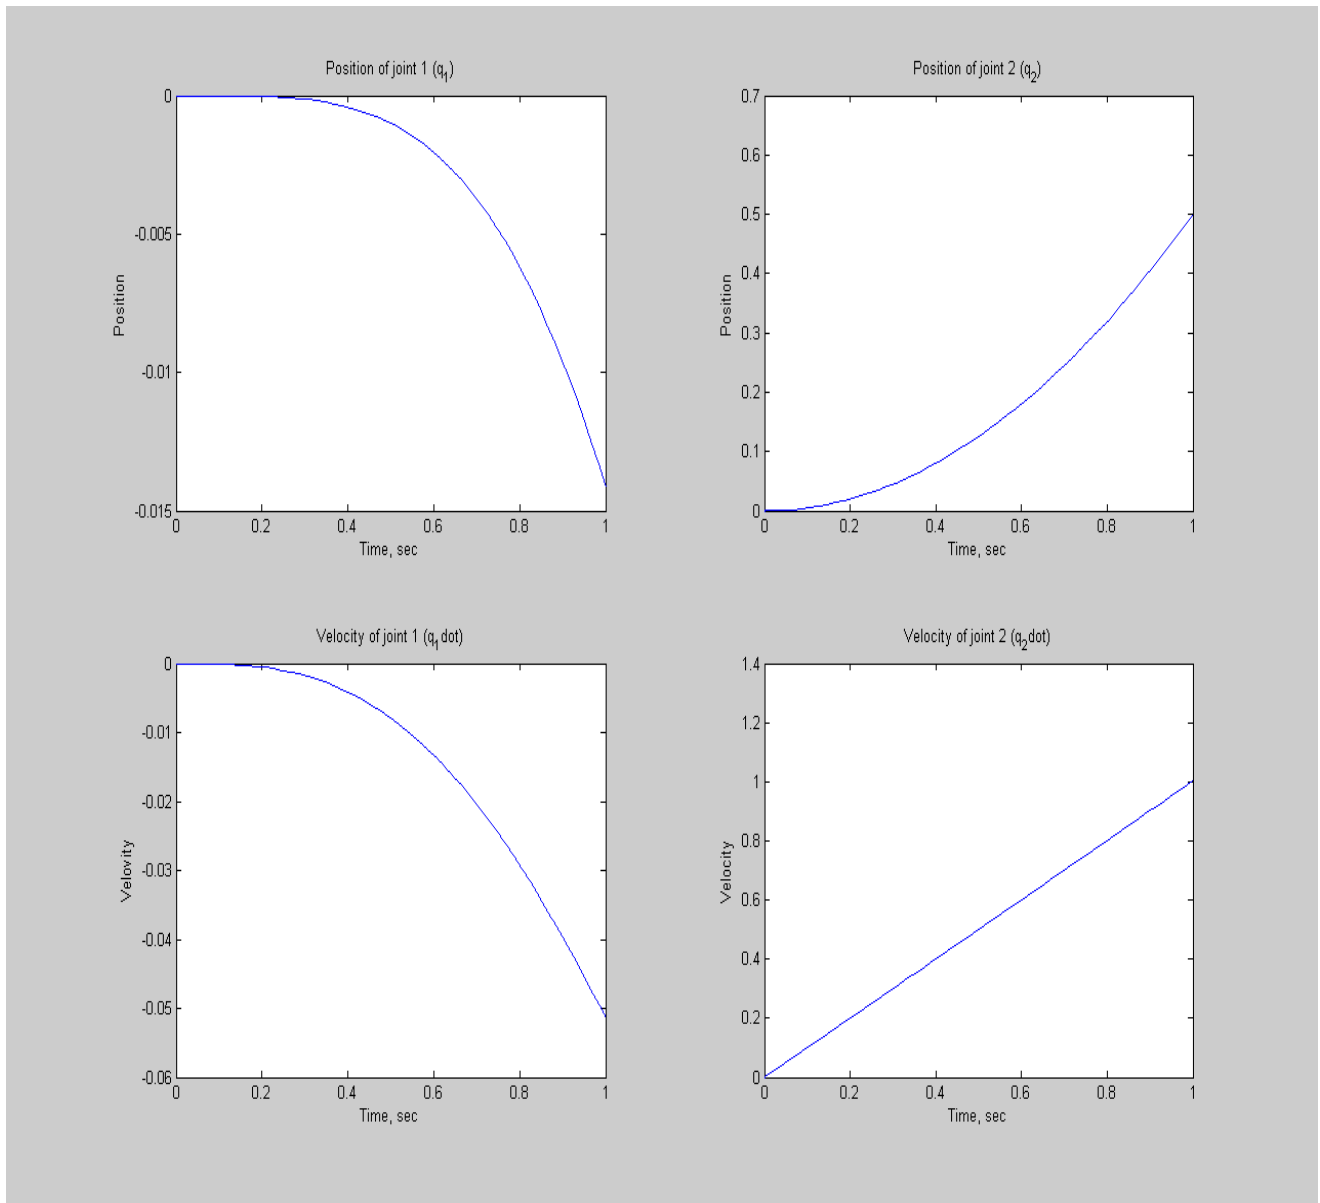 Position of joint 1 (q1)
0
-0.005
-0.01
-0.015
Position
0 0.2 0.4 0.6 0.8 1
Time, sec
Position of joint 2 (q2)
0.7
0.6
0.5
0.4
0.3
0.2
0.1
0
Position
0 0.2 0.4 0.6 0.8 1
Time, sec
Velocity of joint 1 (q1dot)
0
-0.01
-0.02
-0.03
-0.04
-0.05
-0.06
Velovity
0 0.2 0.4 0.6 0.8 1
Time, sec
Velocity of joint 2 (q2dot)
1.4
1.2
1
0.8
0.6
0.4
0.2
0
Velocity
0 0.2 0.4 0.6 0.8 1
Time, sec